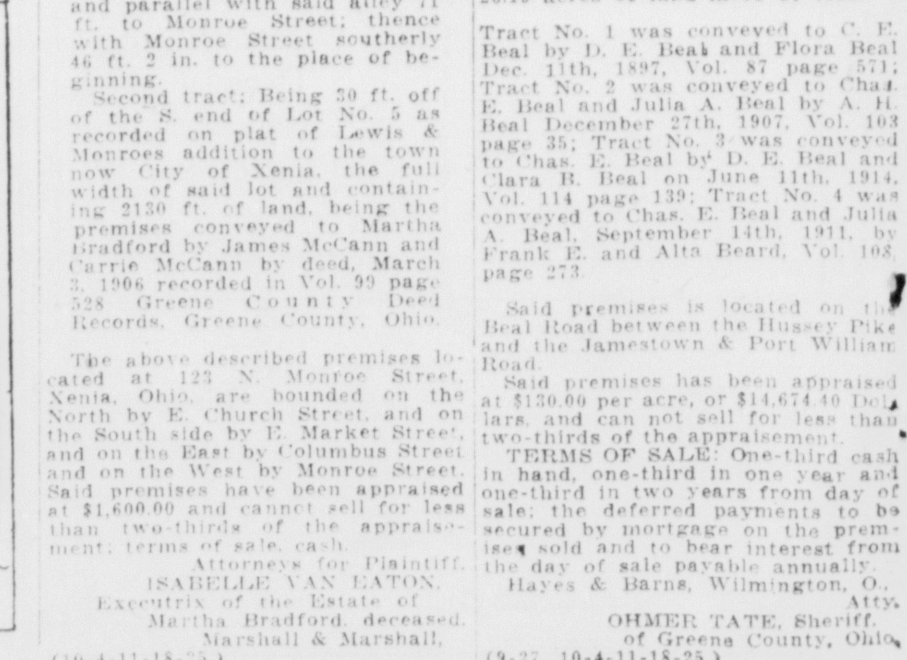 and parallel with said alley 71
ft. to Monroe Street; thence
with Monroe Street southerly
46 ft. 2 in. to the place of be-
ginning.
Second tract: Being 30 ft. off
of the S. end of Lot No. 5 as
recorded on plat of Lewis &
Monroes addition to the town
now City of Xenia, the full
width of said lot and contain-
ing 2130 ft. of land, being the
premises conveyed to Martha
Bradford by James McCann and
Carrie McCann by deed, March
3, 1906 recorded in Vol. 99 page
528 Greene County Deed
Records, Greene County, Ohio.
The above described premises lo-
cated at 123 N. Monroe Street,
Xenia, Ohio, are bounded on the
North by E. Church Street, and on
the South side by E. Market Street,
and on the East by Columbus Street
and on the West by Monroe Street.
Said premises have been appraised
at $1,600.00 and cannot sell for less
than two-thirds of the appraise-
ment; terms of sale, cash.
Attorneys for Plaintiff.
ISABELLE VAN EATON,
Executrix of the Estate of
Martha Bradford, deceased.
Marshall & Marshall,
(10-4-11-18-25.)
Tract No. 1 was conveyed to C. E.
Beal by D. E. Beal and Flora Beal
Dec. 11th, 1897, Vol. 87 page 571;
Tract No. 2 was conveyed to Chas.
E. Beal and Julia A. Beal by A. H.
Beal December 27th, 1907, Vol. 103
page 35; Tract No. 3 was conveyed
to Chas. E. Beal by D. E. Beal and
Clara B. Beal on June 11th, 1914,
Vol. 114 page 139; Tract No. 4 was
conveyed to Chas. E. Beal and Julia
A. Beal, September 14th, 1911, by
Frank E. and Alta Beard, Vol. 108,
page 273.
Said premises is located on the
Beal Road between the Hussey Pike
and the Jamestown & Port William
Road.
Said premises has been appraised
at $130.00 per acre, or $14,674.40 Dol-
lars, and can not sell for less than
two-thirds of the appraisement.
TERMS OF SALE: One-third cash
in hand, one-third in one year and
one-third in two years from day of
sale; the deferred payments to be
secured by mortgage on the prem-
ises sold and to bear interest from
the day of sale payable annually.
Hayes & Barns, Wilmington, O.,
Atty.
OHMER TATE, Sheriff.
of Greene County, Ohio.
(9-27, 10-4-11-18-25.)